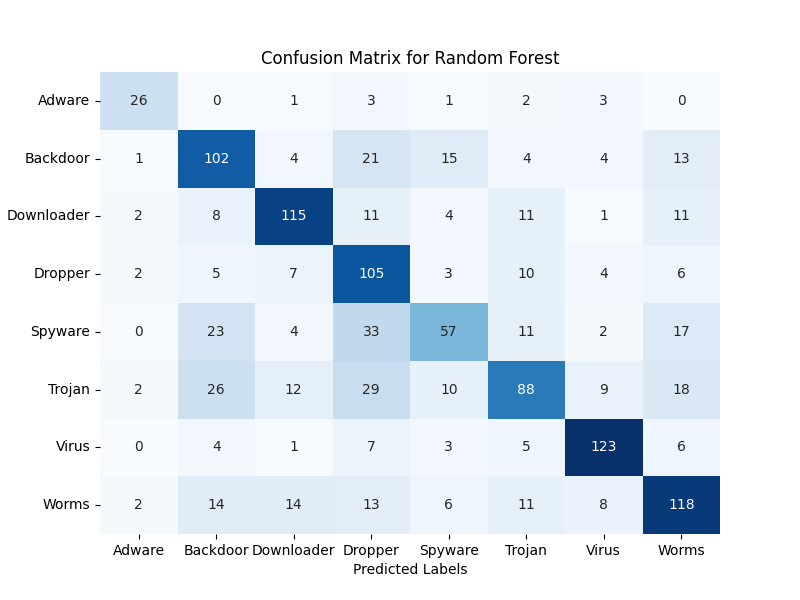 Confusion Matrix for Random Forest
Adware 26 0 1 3 1 2 3 0
Backdoor 1 102 4 21 15 4 4 13
Downloader 2 8 115 11 4 11 1 11
Dropper 2 5 7 105 3 10 4 6
Spyware 0 23 4 33 57 11 2 17
Trojan 2 26 12 29 10 88 9 18
Virus 0 4 1 7 3 5 123 6
Worms 2 14 14 13 6 11 8 118
Adware Backdoor Downloader Dropper Spyware Trojan Virus Worms
Predicted Labels